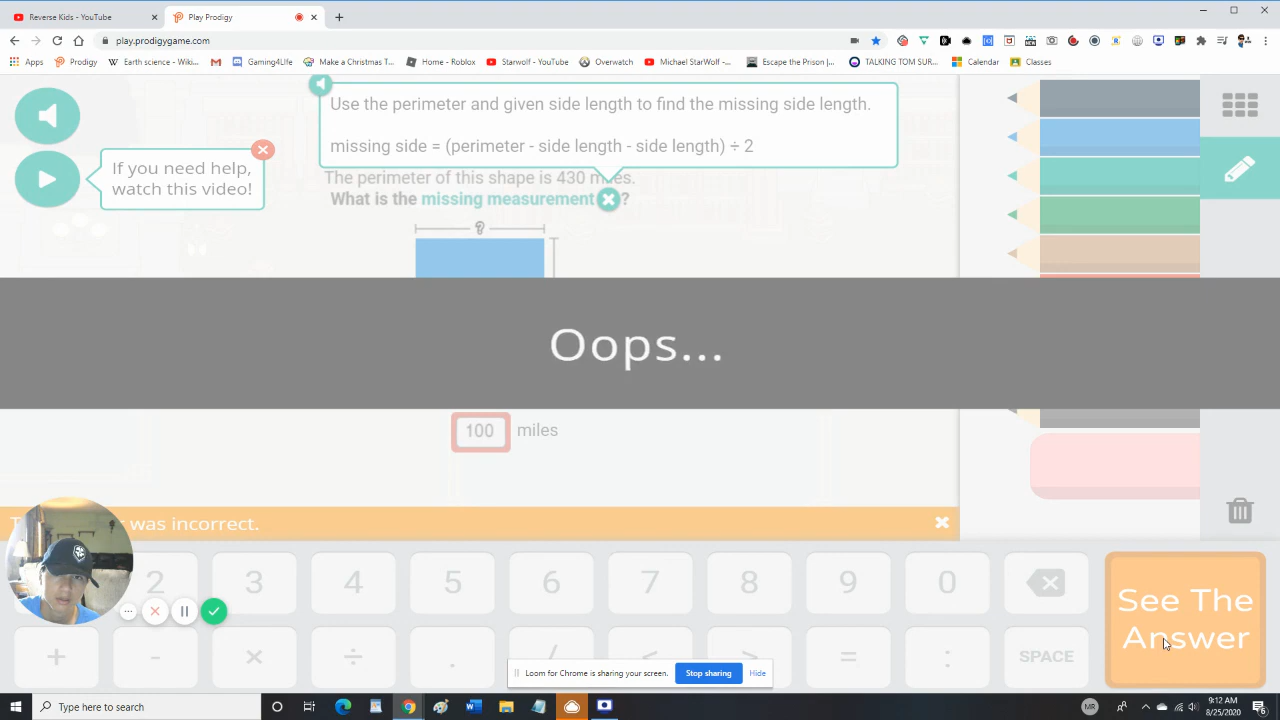 Reverse Kids - YouTube
Play Prodigy
play.prodigygame.com
Apps
Prodigy
Earth science - Wiki...
Gaming4LIfe
Make a Christmas T...
Home - Roblox
Starwolf - YouTube
Overwatch
Michael StarWolf -...
Escape the Prison |...
TALKING TOM SUR...
Calendar
Classes
If you need help,
watch this video!
Use the perimeter and given side length to find the missing side length.
missing side = (perimeter - side length - side length) ÷ 2
The perimeter of this shape is 430 miles.
What is the missing measurement ?
?
Oops...
100 miles
was incorrect.
2 3 4 5 6 7 8 9 0
+ - × ÷ . / < > = : SPACE
See The
Answer
Loom for Chrome is sharing your screen.
Stop sharing
Hide
Type here to search
MR
9:12 AM
8/25/2020
6